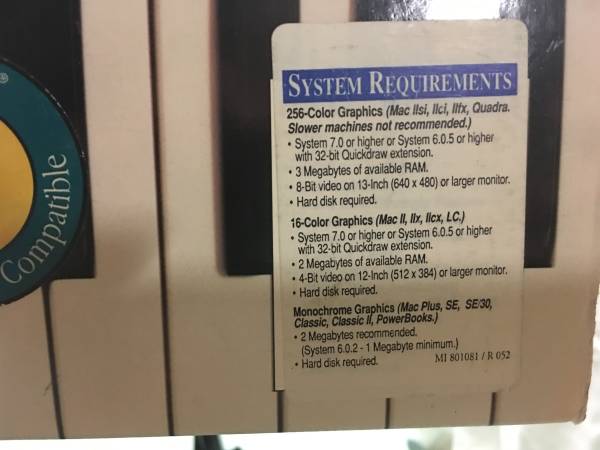 ®
Compatible
SYSTEM REQUIREMENTS
256-Color Graphics (Mac IIsi, IIci, IIfx, Quadra.
Slower machines not recommended.)
• System 7.0 or higher or System 6.0.5 or higher
with 32-bit Quickdraw extension.
• 3 Megabytes of available RAM.
• 8-Bit video on 13-Inch (640 x 480) or larger monitor.
• Hard disk required.
16-Color Graphics (Mac II, IIx, IIcx, LC.)
• System 7.0 or higher or System 6.0.5 or higher
with 32-bit Quickdraw extension.
• 2 Megabytes of available RAM.
• 4-Bit video on 12-Inch (512 x 384) or larger monitor.
• Hard disk required.
Monochrome Graphics (Mac Plus, SE, SE/30,
Classic, Classic II, PowerBooks.)
• 2 Megabytes recommended.
(System 6.0.2 - 1 Megabyte minimum.)
• Hard disk required. MI 801081 / R 052